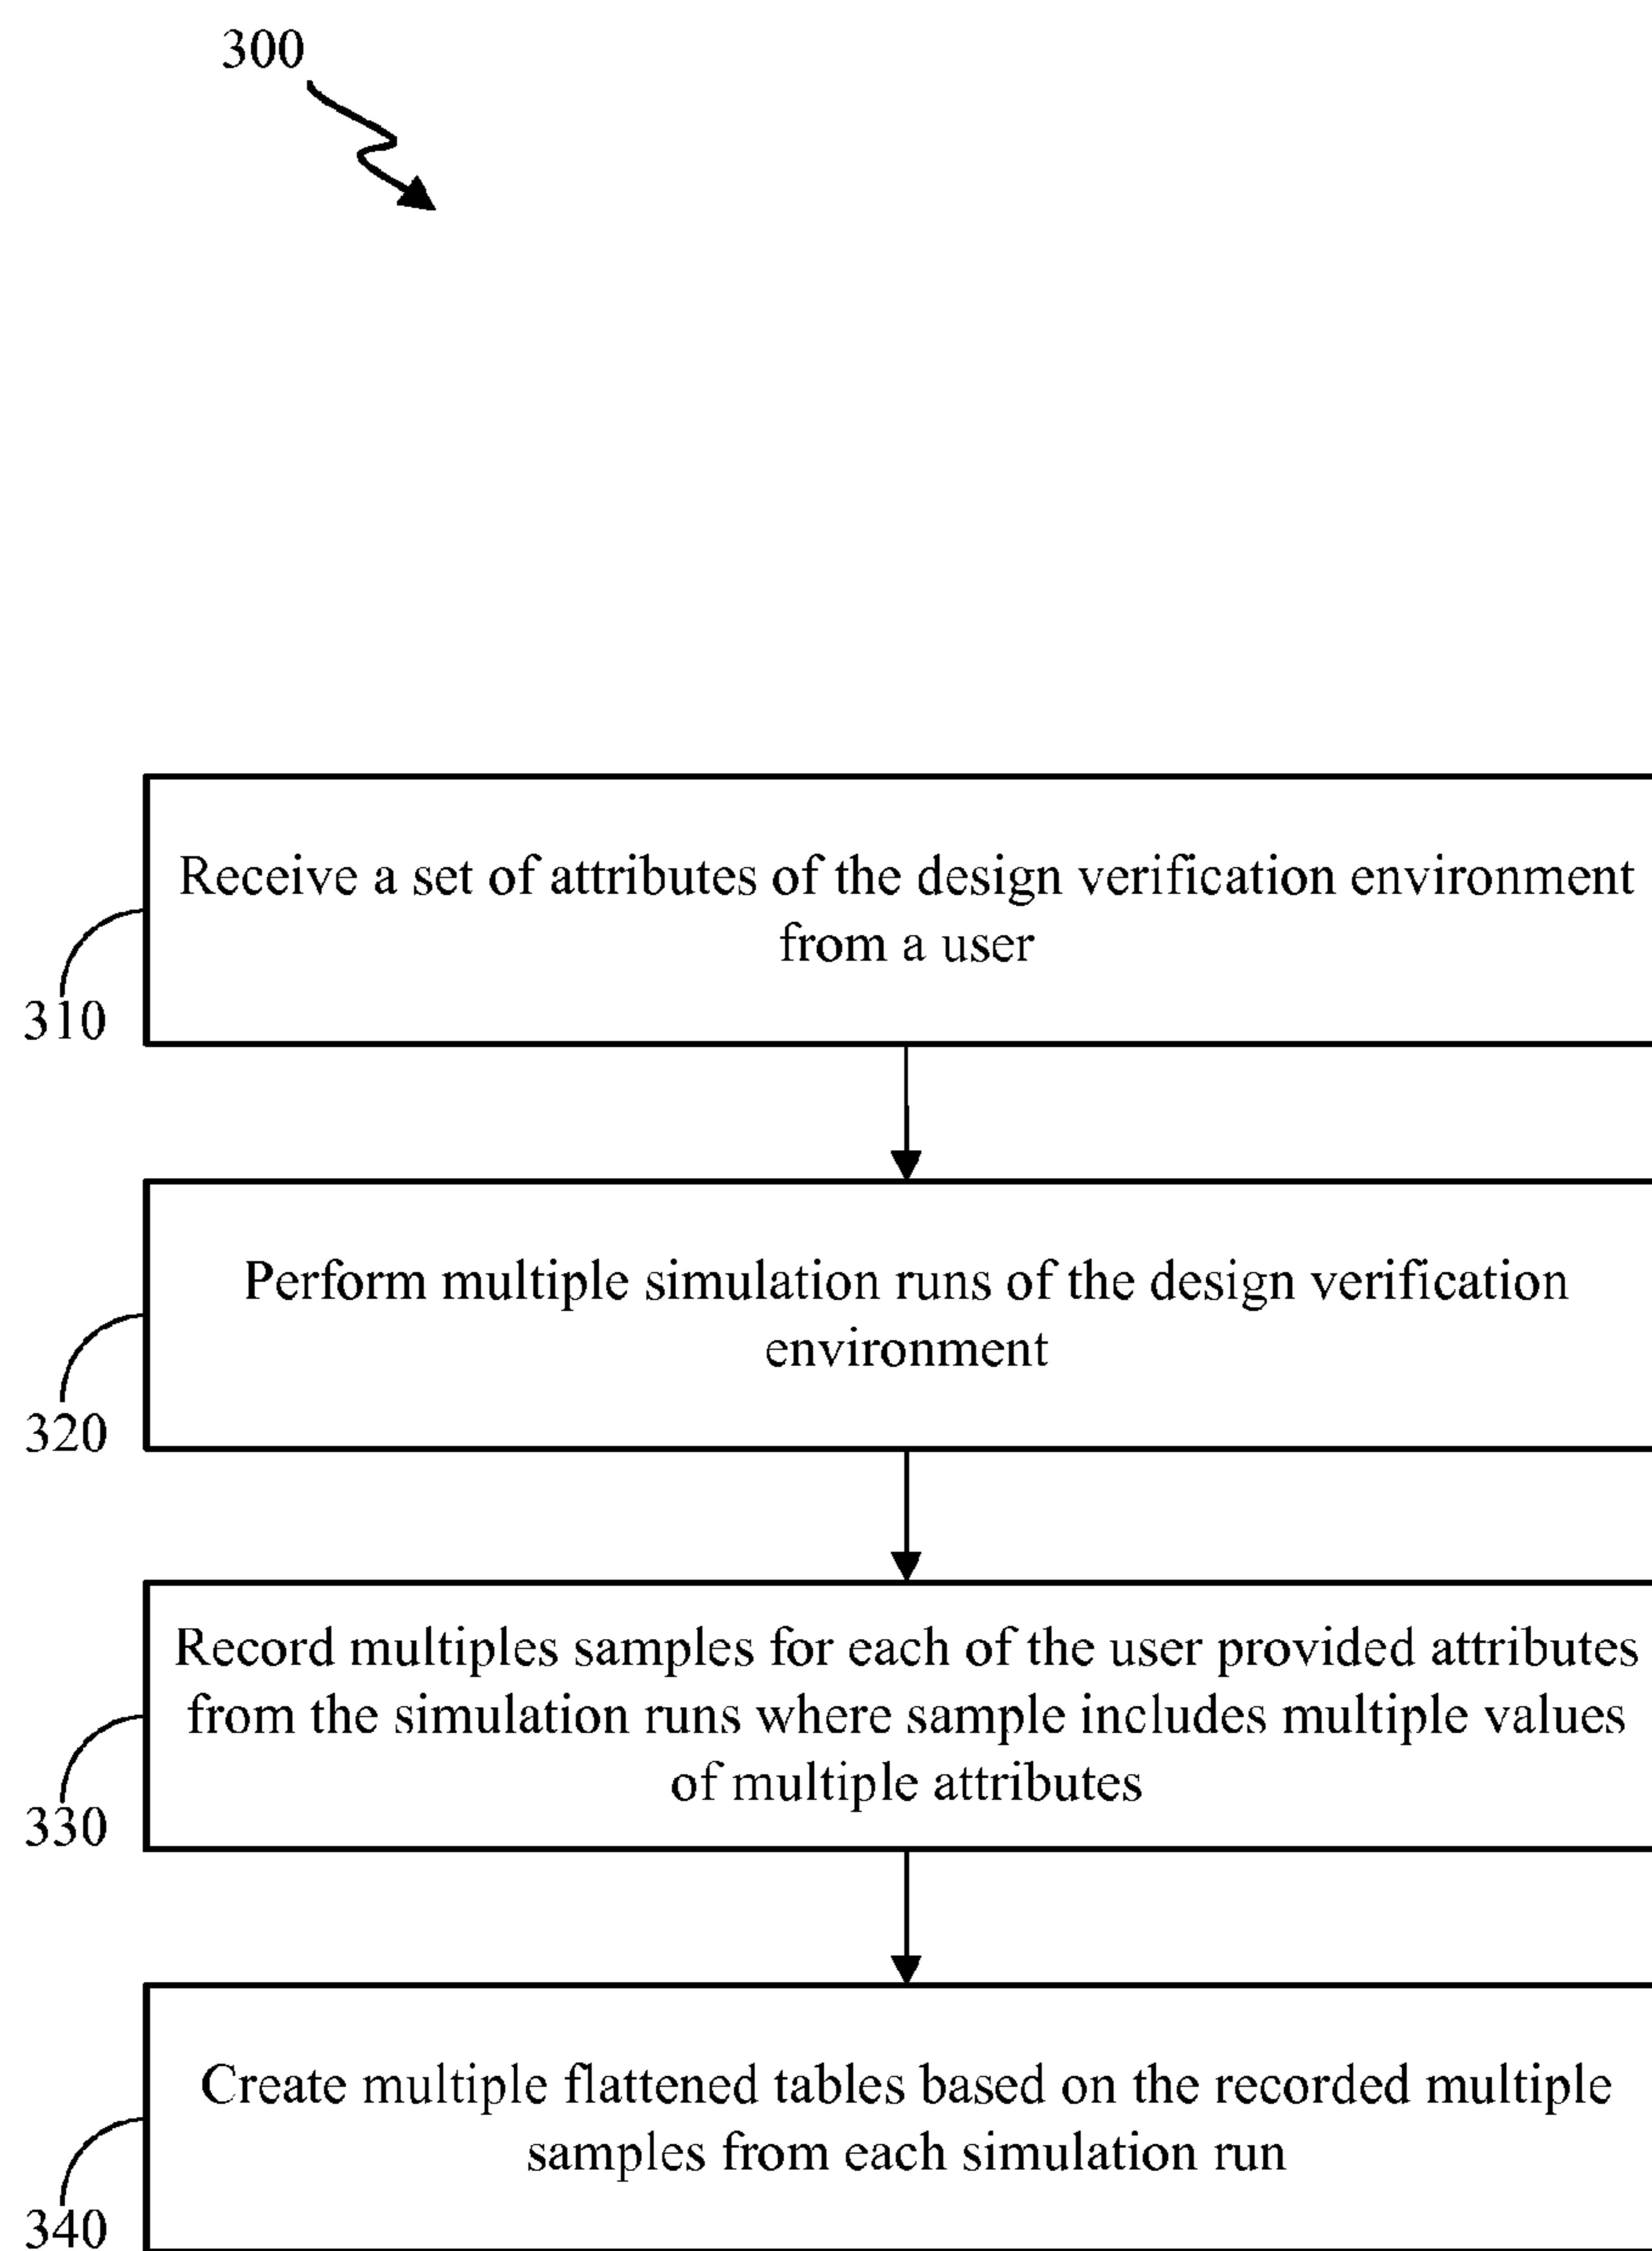 300
Receive a set of attributes of the design verification environment
from a user
310
Perform multiple simulation runs of the design verification
environment
320
Record multiples samples for each of the user provided attributes
from the simulation runs where sample includes multiple values
of multiple attributes
330
Create multiple flattened tables based on the recorded multiple
samples from each simulation run
340